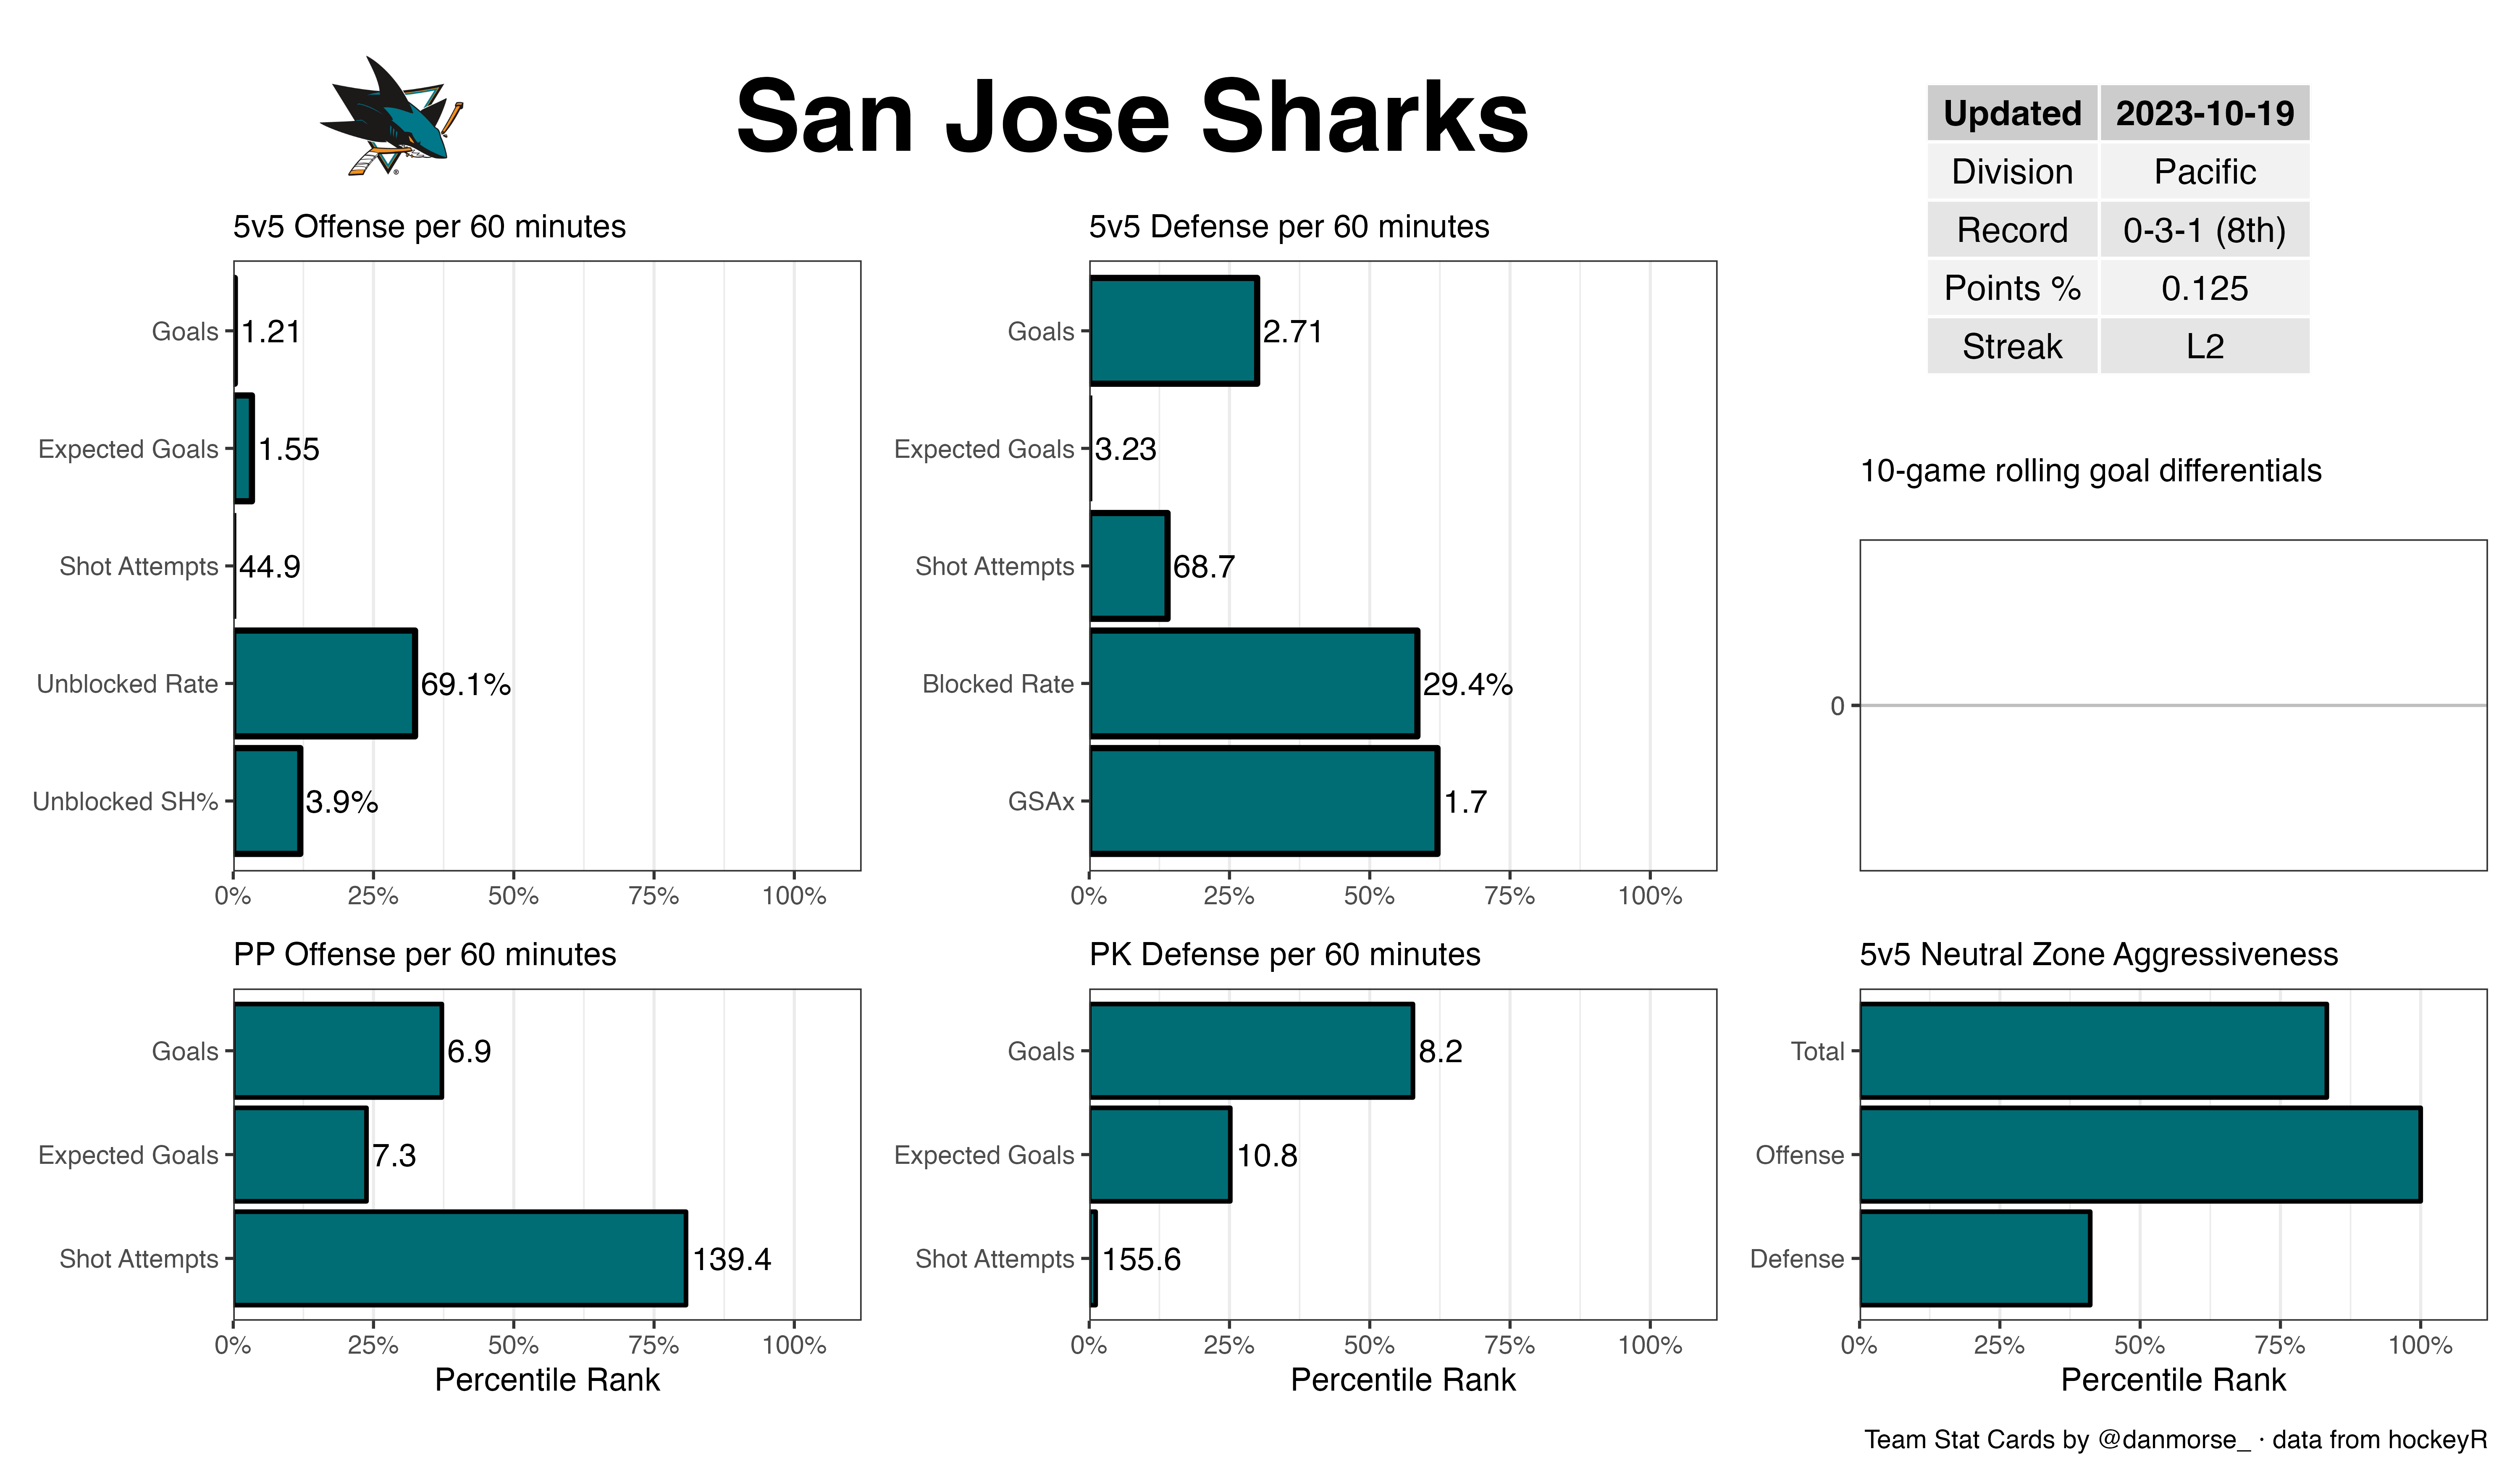 San Jose Sharks
Updated 2023-10-19
Division Pacific
Record 0-3-1 (8th)
Points % 0.125
Streak L2
5v5 Offense per 60 minutes
Goals 1.21
Expected Goals 1.55
Shot Attempts 44.9
Unblocked Rate 69.1%
Unblocked SH% 3.9%
0% 25% 50% 75% 100%
5v5 Defense per 60 minutes
Goals 2.71
Expected Goals 3.23
Shot Attempts 68.7
Blocked Rate 29.4%
GSAx 1.7
0% 25% 50% 75% 100%
10-game rolling goal differentials
0
PP Offense per 60 minutes
Goals 6.9
Expected Goals 7.3
Shot Attempts 139.4
0% 25% 50% 75% 100%
Percentile Rank
PK Defense per 60 minutes
Goals 8.2
Expected Goals 10.8
Shot Attempts 155.6
0% 25% 50% 75% 100%
Percentile Rank
5v5 Neutral Zone Aggressiveness
Total
Offense
Defense
0% 25% 50% 75% 100%
Percentile Rank
Team Stat Cards by @danmorse_ · data from hockeyR